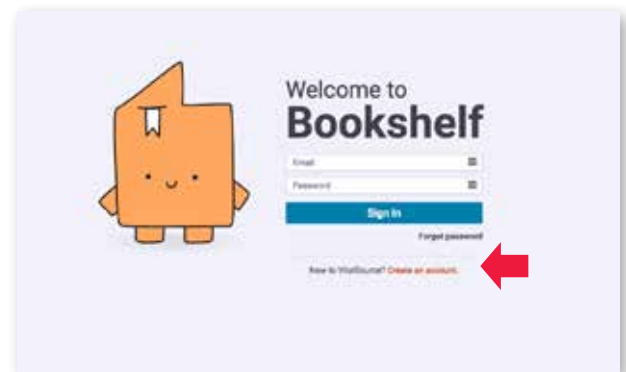 Welcome to
Bookshelf
Email
Password
Sign In
Forgot password
New to VitalSource? Create an account.